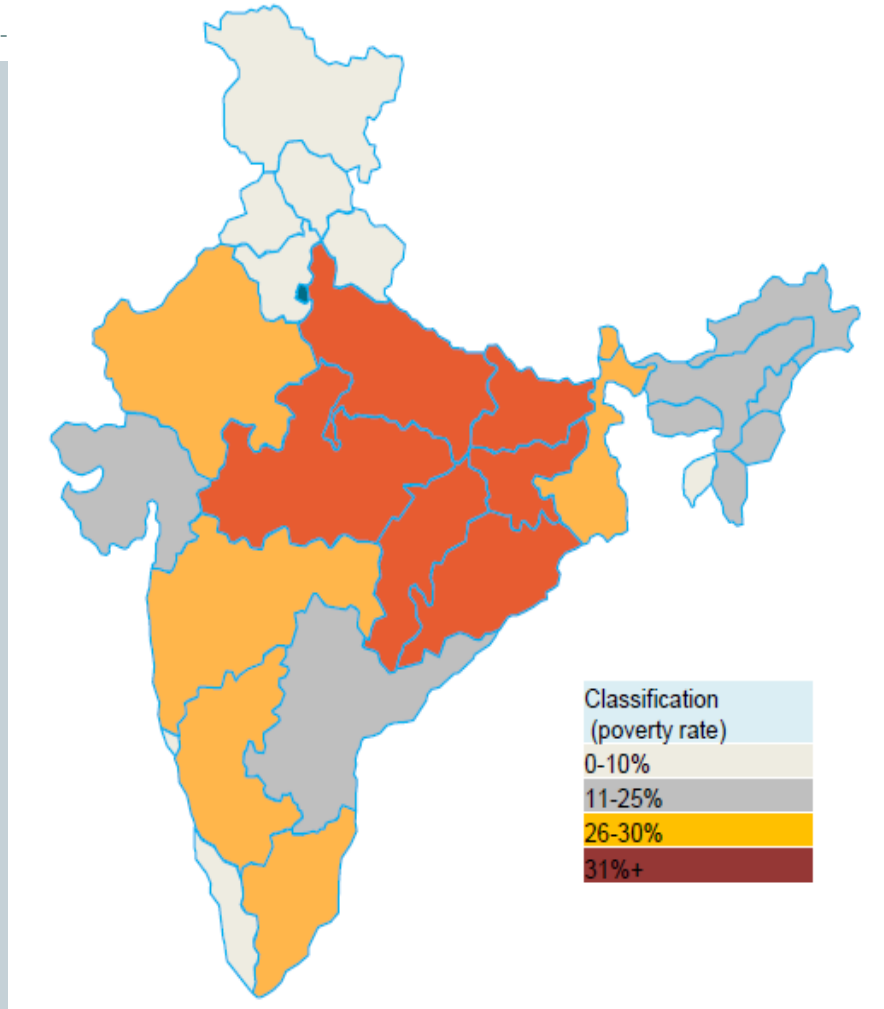 Classification
(poverty rate)
0-10%
11-25%
26-30%
31%+